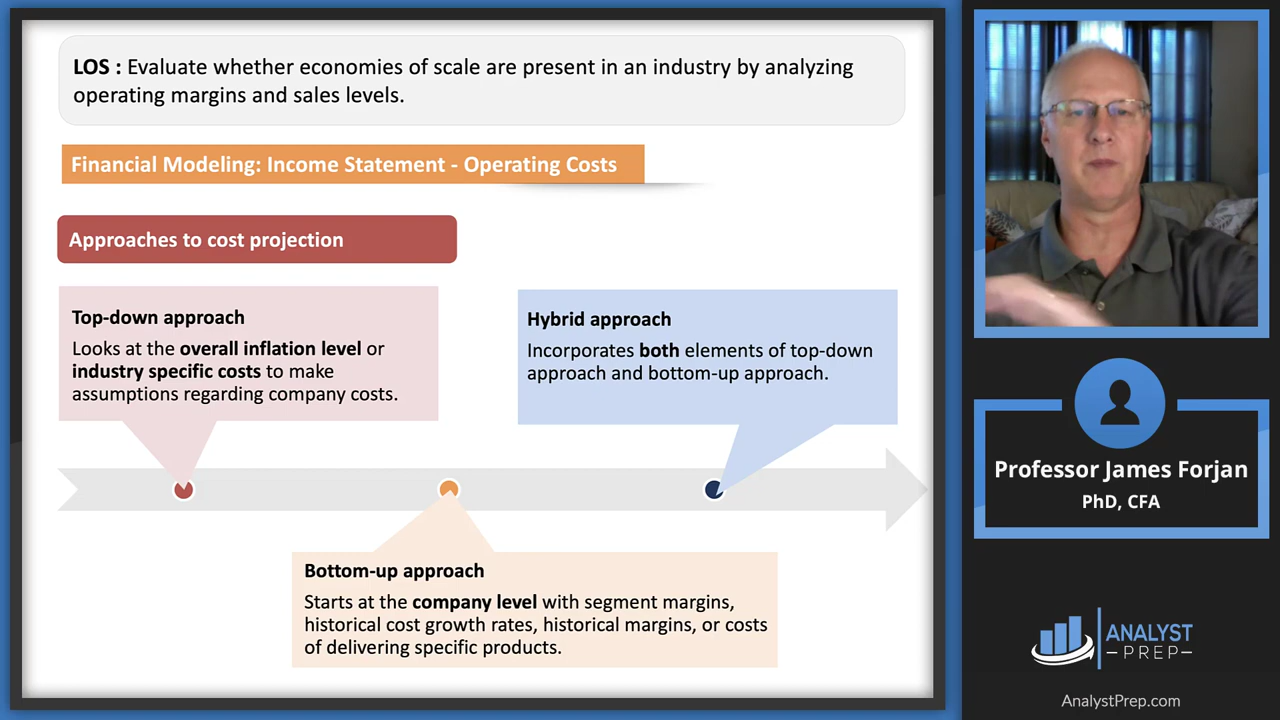 LOS : Evaluate whether economies of scale are present in an industry by analyzing
operating margins and sales levels.
Financial Modeling: Income Statement - Operating Costs
Approaches to cost projection
Top-down approach
Looks at the overall inflation level or
industry specific costs to make
assumptions regarding company costs.
Hybrid approach
Incorporates both elements of top-down
approach and bottom-up approach.
Bottom-up approach
Starts at the company level with segment margins,
historical cost growth rates, historical margins, or costs
of delivering specific products.
Professor James Forjan
PhD, CFA
ANALYST
PREP
AnalystPrep.com